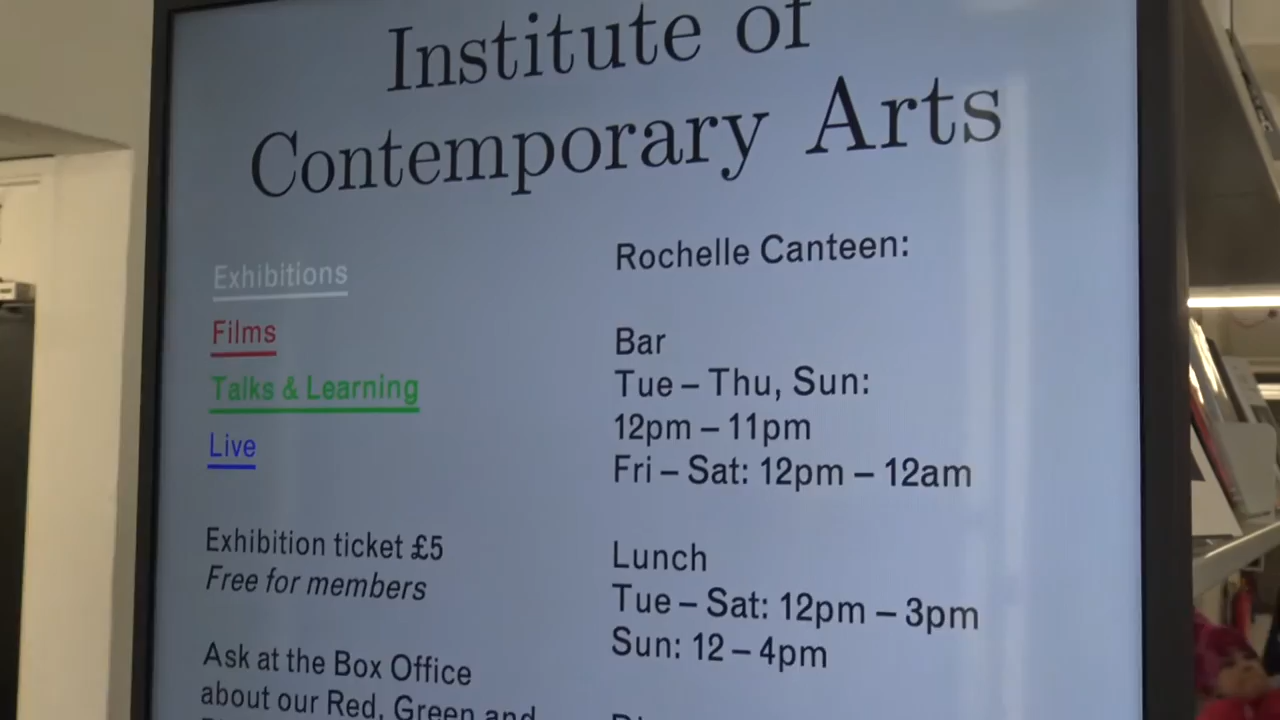 Institute of
Contemporary Arts
Exhibitions
Films
Talks & Learning
Live
Exhibition ticket £5
Free for members
Ask at the Box Office
about our Red, Green and
Rochelle Canteen:
Bar
Tue – Thu, Sun:
12pm – 11pm
Fri – Sat: 12pm – 12am
Lunch
Tue – Sat: 12pm – 3pm
Sun: 12 – 4pm